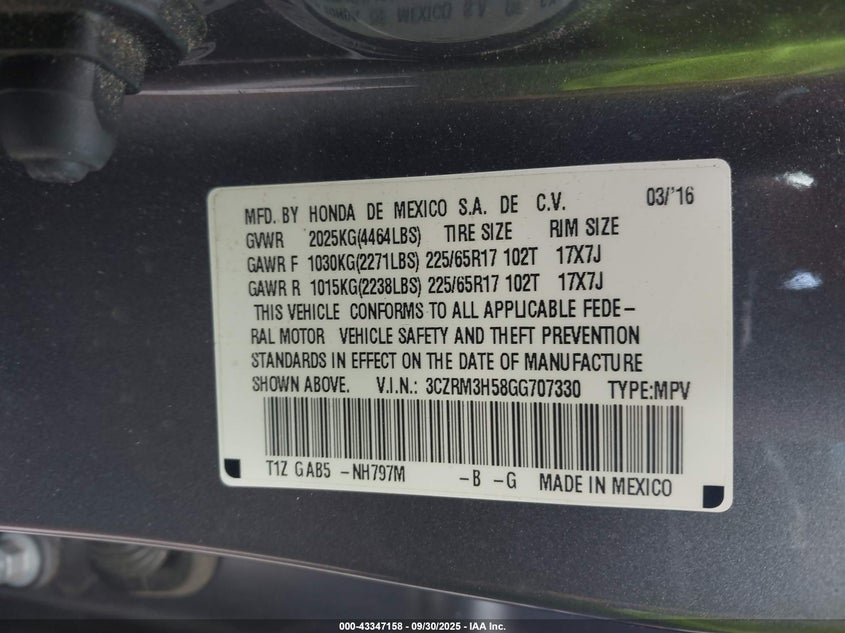 MFD. BY HONDA DE MEXICO S.A. DE C.V. 03/'16
GVWR 2025KG(4464LBS) TIRE SIZE RIM SIZE
GAWR F 1030KG(2271LBS) 225/65R17 102T 17X7J
GAWR R 1015KG(2238LBS) 225/65R17 102T 17X7J
THIS VEHICLE CONFORMS TO ALL APPLICABLE FEDE-
RAL MOTOR VEHICLE SAFETY AND THEFT PREVENTION
STANDARDS IN EFFECT ON THE DATE OF MANUFACTURE
SHOWN ABOVE. V.I.N.: 3CZRM3H58GG707330 TYPE:MPV
T1Z GAB5 -NH797M -B -G MADE IN MEXICO
000-43347158 - 09/30/2025 - IAA Inc.